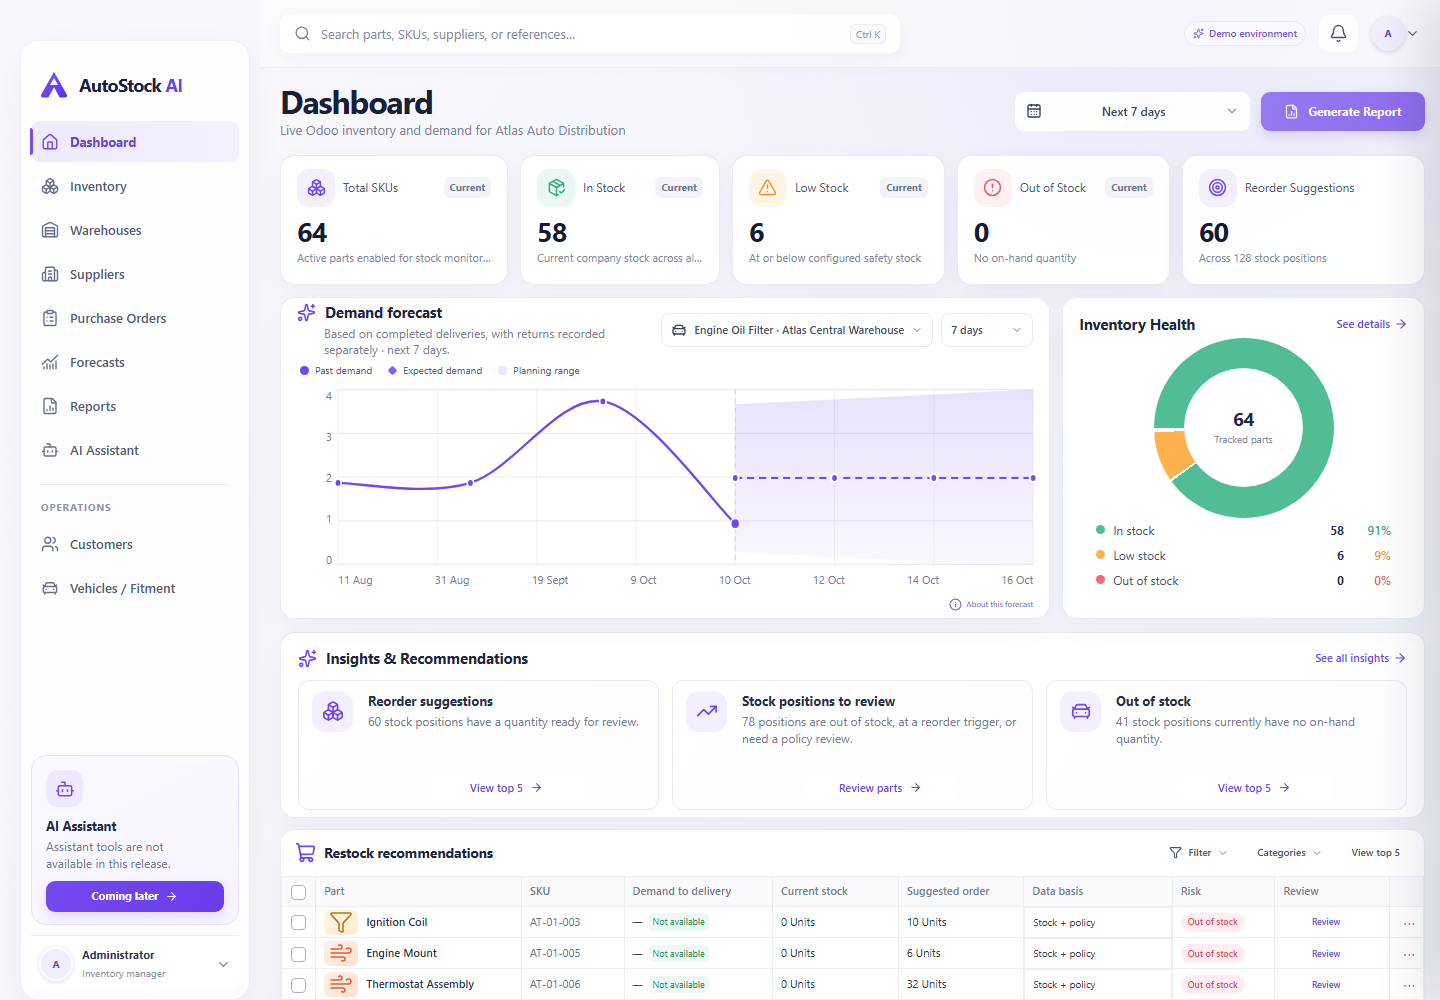 AutoStock AI
Dashboard
Inventory
Warehouses
Suppliers
Purchase Orders
Forecasts
Reports
AI Assistant
OPERATIONS
Customers
Vehicles / Fitment
AI Assistant
Assistant tools are not
available in this release.
Coming later
A
Administrator
Inventory manager
Search parts, SKUs, suppliers, or references...
Ctrl K
Demo environment
A
Dashboard
Live Odoo inventory and demand for Atlas Auto Distribution
Next 7 days
Generate Report
Total SKUs
Current
64
Active parts enabled for stock monitor...
In Stock
Current
58
Current company stock across al...
Low Stock
Current
6
At or below configured safety stock
Out of Stock
Current
0
No on-hand quantity
Reorder Suggestions
60
Across 128 stock positions
Demand forecast
Based on completed deliveries, with returns recorded
separately · next 7 days.
Engine Oil Filter · Atlas Central Warehouse
7 days
Past demand
Expected demand
Planning range
4
3
2
1
0
11 Aug
31 Aug
19 Sept
9 Oct
10 Oct
12 Oct
14 Oct
16 Oct
About this forecast
Inventory Health
See details
64
Tracked parts
In stock 58 91%
Low stock 6 9%
Out of stock 0 0%
Insights & Recommendations
See all insights
Reorder suggestions
60 stock positions have a quantity ready for review.
View top 5
Stock positions to review
78 positions are out of stock, at a reorder trigger, or
need a policy review.
Review parts
Out of stock
41 stock positions currently have no on-hand
quantity.
View top 5
Restock recommendations
Filter
Categories
View top 5
Part SKU Demand to delivery Current stock Suggested order Data basis Risk Review
Ignition Coil AT-01-003 — Not available 0 Units 10 Units Stock + policy Out of stock Review ...
Engine Mount AT-01-005 — Not available 0 Units 6 Units Stock + policy Out of stock Review ...
Thermostat Assembly AT-01-006 — Not available 0 Units 32 Units Stock + policy Out of stock Review ...